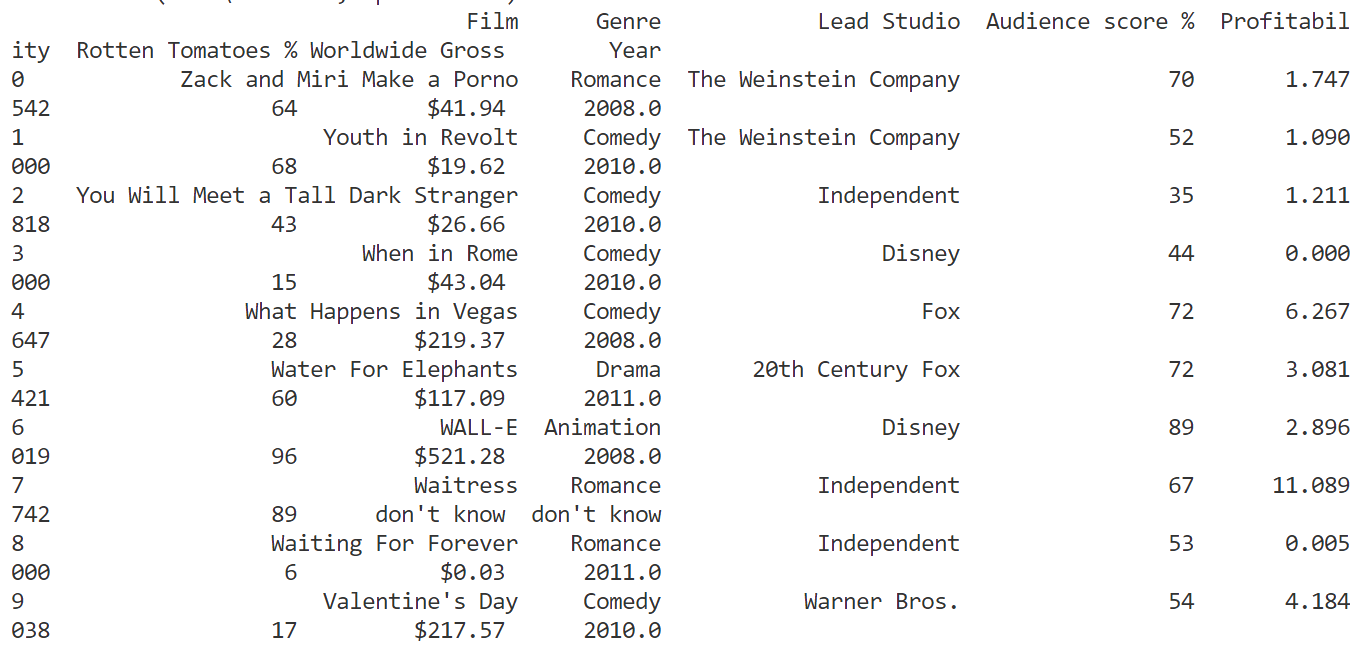 Film Genre Lead Studio Audience score % Profitabil
ity Rotten Tomatoes % Worldwide Gross Year
0 Zack and Miri Make a Porno Romance The Weinstein Company 70 1.747
542 64 $41.94 2008.0
1 Youth in Revolt Comedy The Weinstein Company 52 1.090
000 68 $19.62 2010.0
2 You Will Meet a Tall Dark Stranger Comedy Independent 35 1.211
818 43 $26.66 2010.0
3 When in Rome Comedy Disney 44 0.000
000 15 $43.04 2010.0
4 What Happens in Vegas Comedy Fox 72 6.267
647 28 $219.37 2008.0
5 Water For Elephants Drama 20th Century Fox 72 3.081
421 60 $117.09 2011.0
6 WALL-E Animation Disney 89 2.896
019 96 $521.28 2008.0
7 Waitress Romance Independent 67 11.089
742 89 don't know don't know
8 Waiting For Forever Romance Independent 53 0.005
000 6 $0.03 2011.0
9 Valentine's Day Comedy Warner Bros. 54 4.184
038 17 $217.57 2010.0